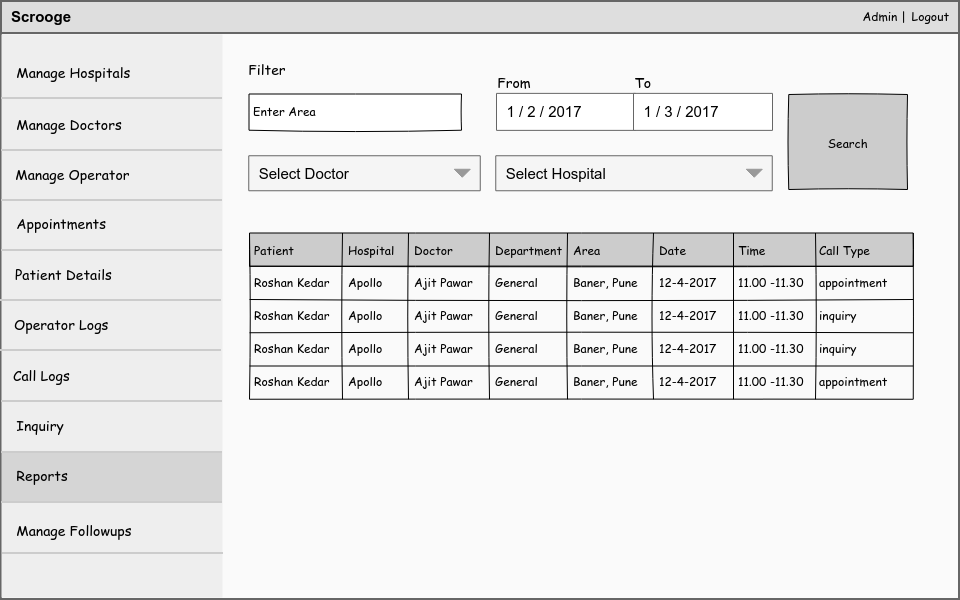 Scrooge
Admin | Logout
Manage Hospitals
Manage Doctors
Manage Operator
Appointments
Patient Details
Operator Logs
Call Logs
Inquiry
Reports
Manage Followups
Filter
From To
Enter Area
1 / 2 / 2017 1 / 3 / 2017
Search
Select Doctor Select Hospital
Patient Hospital Doctor Department Area Date Time Call Type
Roshan Kedar Apollo Ajit Pawar General Baner, Pune 12-4-2017 11.00 -11.30 appointment
Roshan Kedar Apollo Ajit Pawar General Baner, Pune 12-4-2017 11.00 -11.30 inquiry
Roshan Kedar Apollo Ajit Pawar General Baner, Pune 12-4-2017 11.00 -11.30 inquiry
Roshan Kedar Apollo Ajit Pawar General Baner, Pune 12-4-2017 11.00 -11.30 appointment